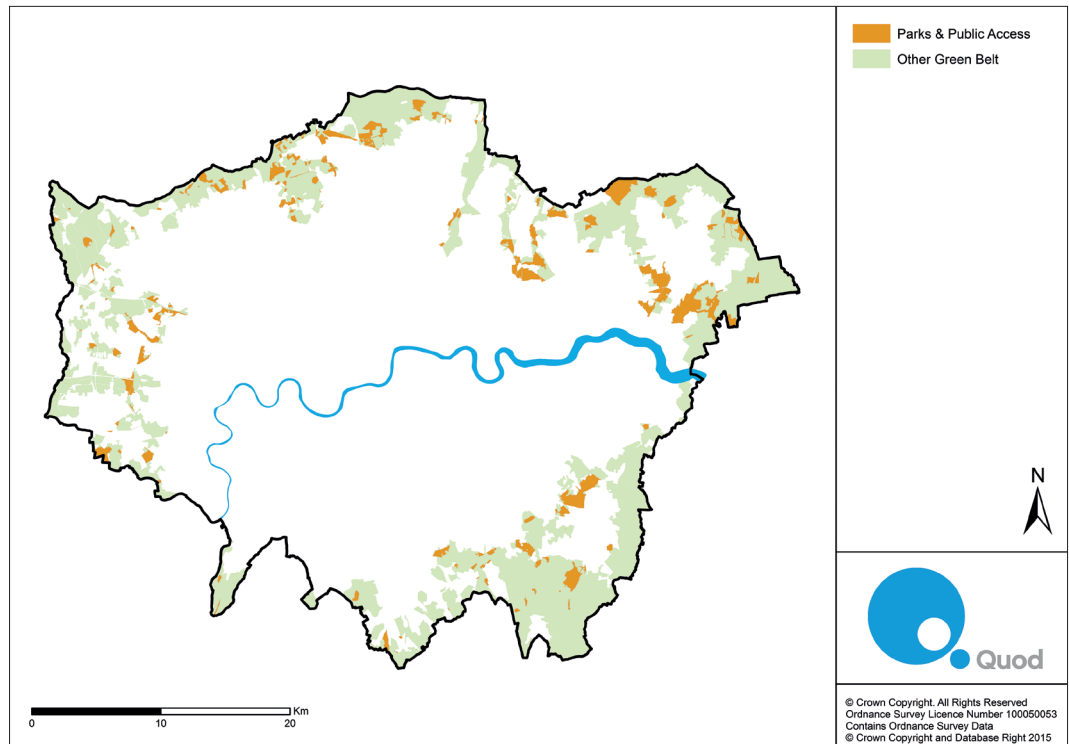 Parks & Public Access
Other Green Belt
N
Quod
0
10
20
Km
© Crown Copyright. All Rights Reserved
Ordnance Survey Licence Number 100050053
Contains Ordnance Survey Data
© Crown Copyright and Database Right 2015